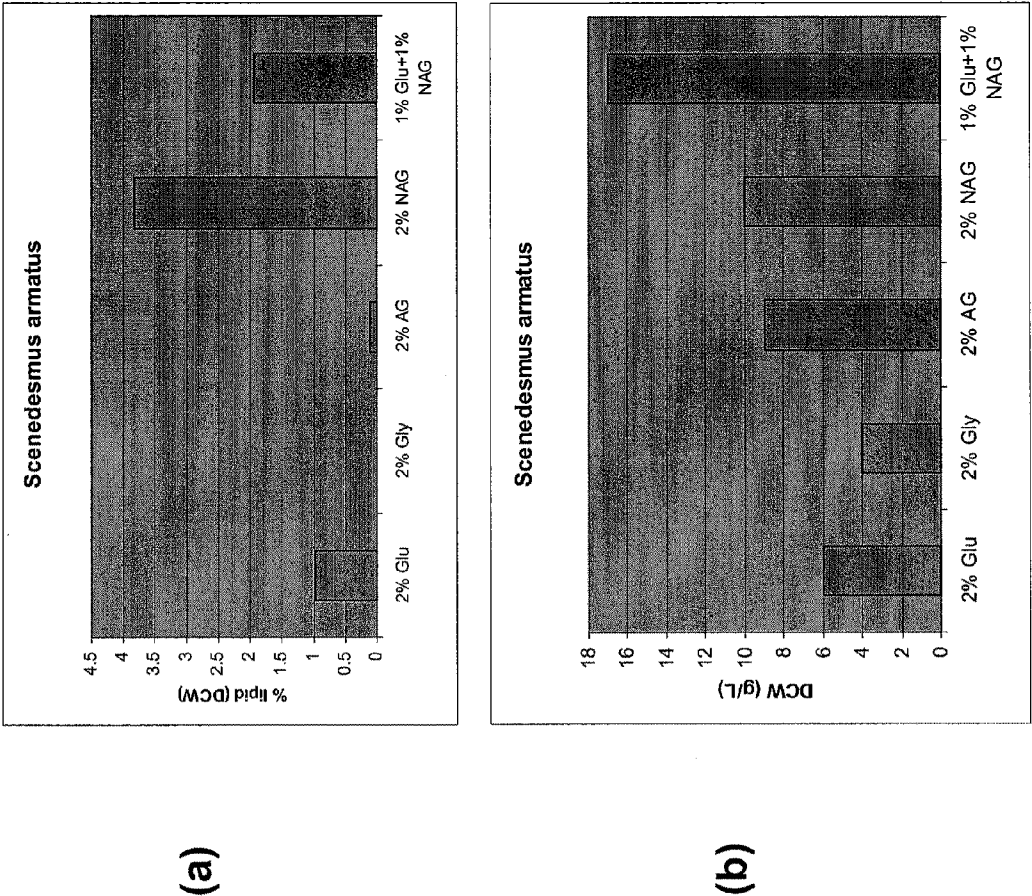 (a)
Scenedesmus armatus
% lipid (DCW)
4.5
4
3.5
3
2.5
2
1.5
1
0.5
0
2% Glu
2% Gly
2% AG
2% NAG
1% Glu+1%
NAG
(b)
Scenedesmus armatus
DCW (g/L)
18
16
14
12
10
8
6
4
2
0
2% Glu
2% Gly
2% AG
2% NAG
1% Glu+1%
NAG